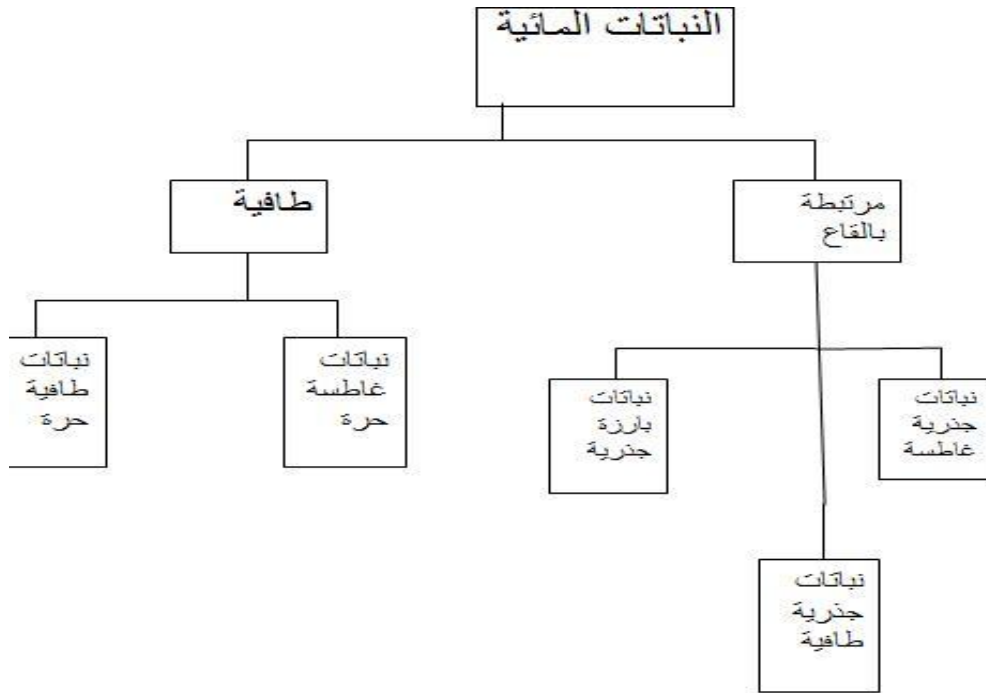 النباتات المائية
مرتبطة
بالقاع
طافية
نباتات
جذرية
غاطسة
نباتات
بارزة
جذرية
نباتات
جذرية
طافية
نباتات
غاطسة
حرة
نباتات
طافية
حرة